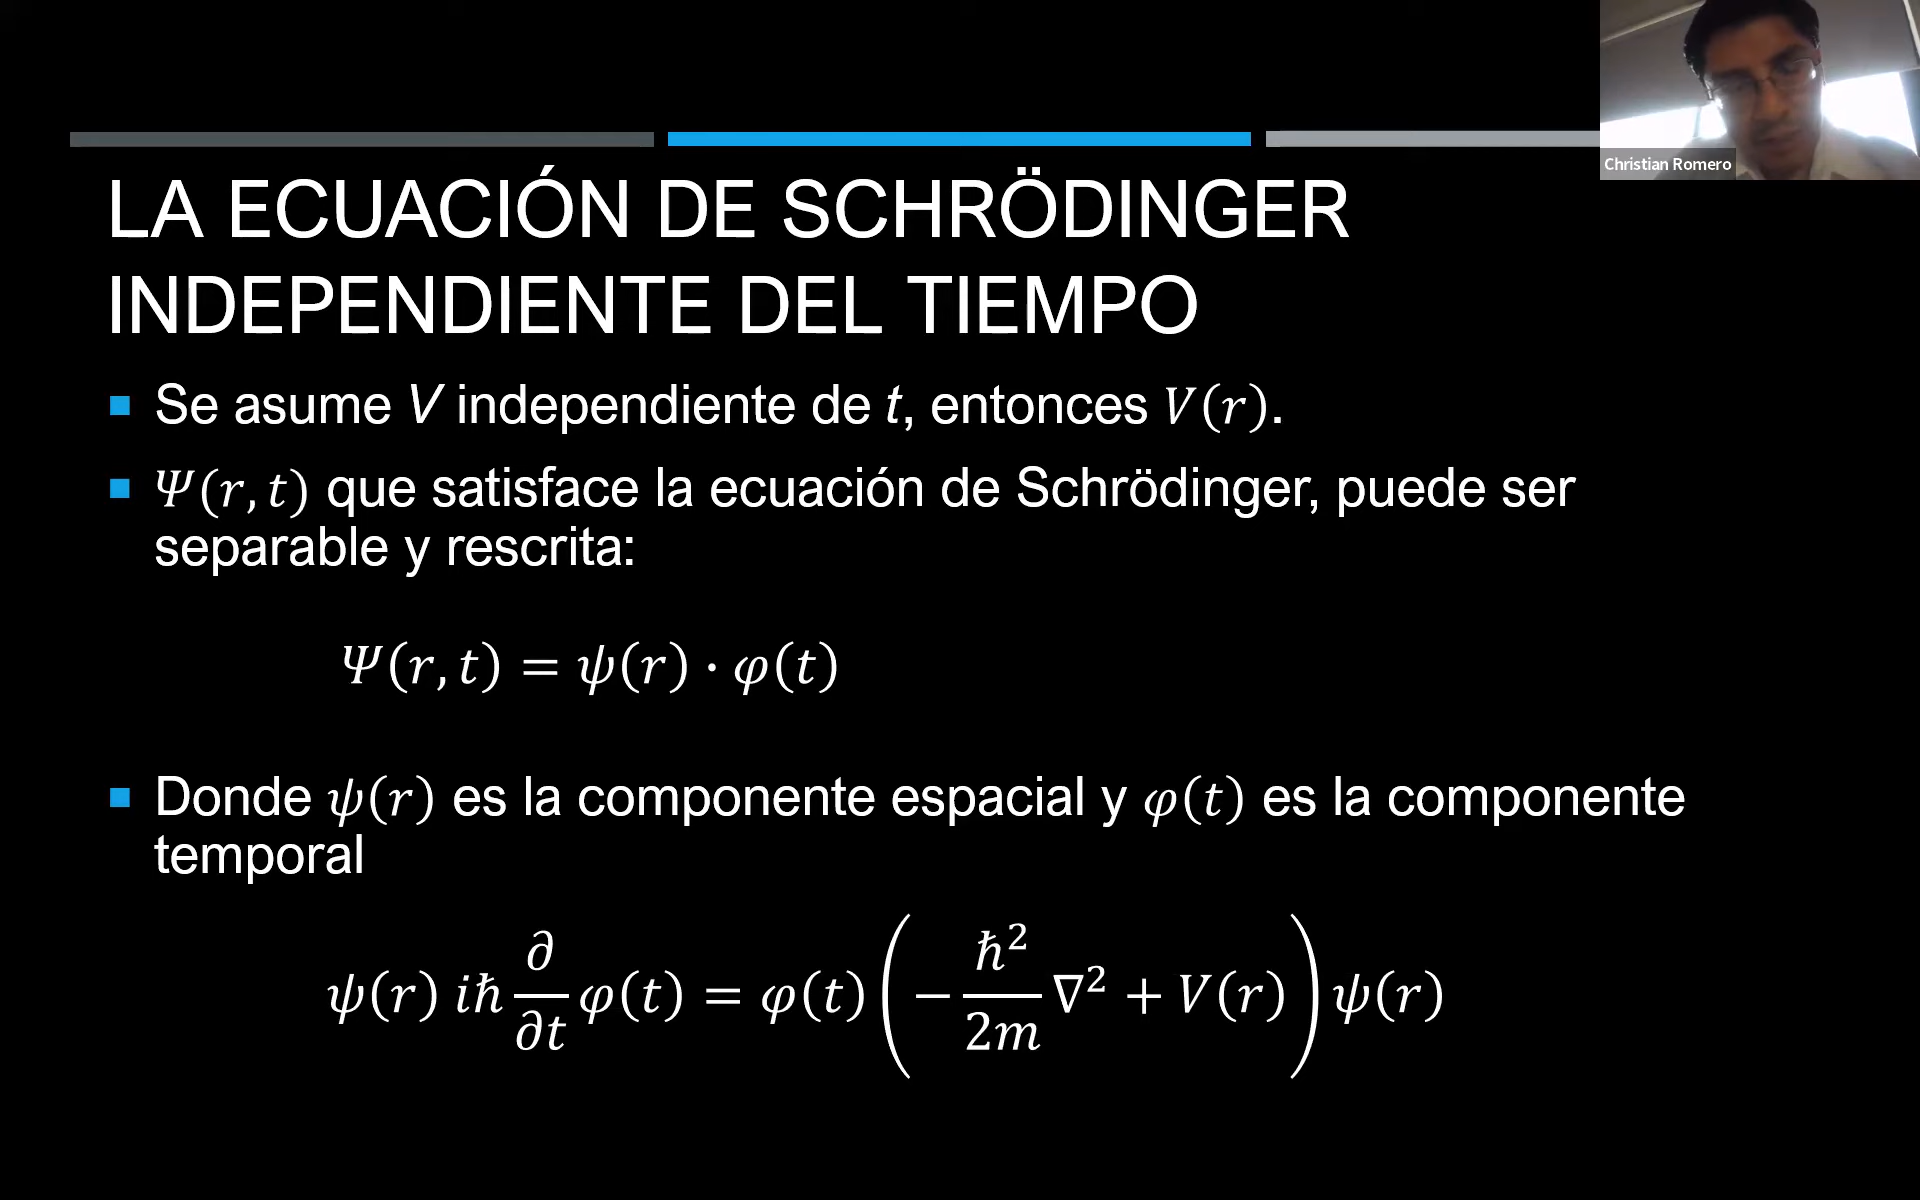 Christian Romero
LA ECUACIÓN DE SCHRÖDINGER
INDEPENDIENTE DEL TIEMPO
Se asume V independiente de t, entonces V(r).
Ψ(r, t) que satisface la ecuación de Schrödinger, puede ser
separable y rescrita:
Ψ(r, t) = ψ(r) · φ(t)
Donde ψ(r) es la componente espacial y φ(t) es la componente
temporal
ψ(r) iħ ∂/∂t φ(t) = φ(t) (−ħ²/2m ∇² + V(r)) ψ(r)